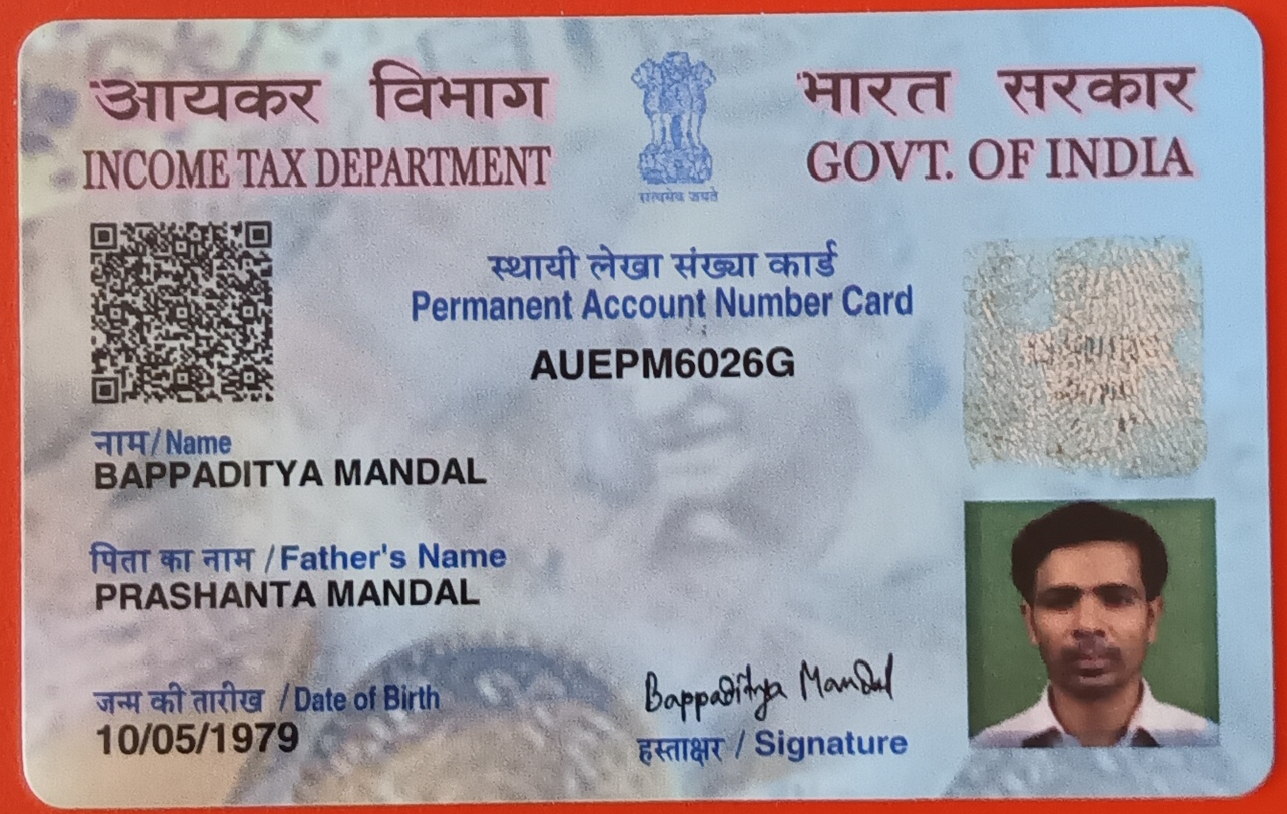 आयकर विभाग
INCOME TAX DEPARTMENT
सत्यमेव जयते
भारत सरकार
GOVT. OF INDIA
स्थायी लेखा संख्या कार्ड
Permanent Account Number Card
AUEPM6026G
नाम/Name
BAPPADITYA MANDAL
पिता का नाम /Father's Name
PRASHANTA MANDAL
जन्म की तारीख /Date of Birth
10/05/1979
Bappaditya Mandal
हस्ताक्षर / Signature